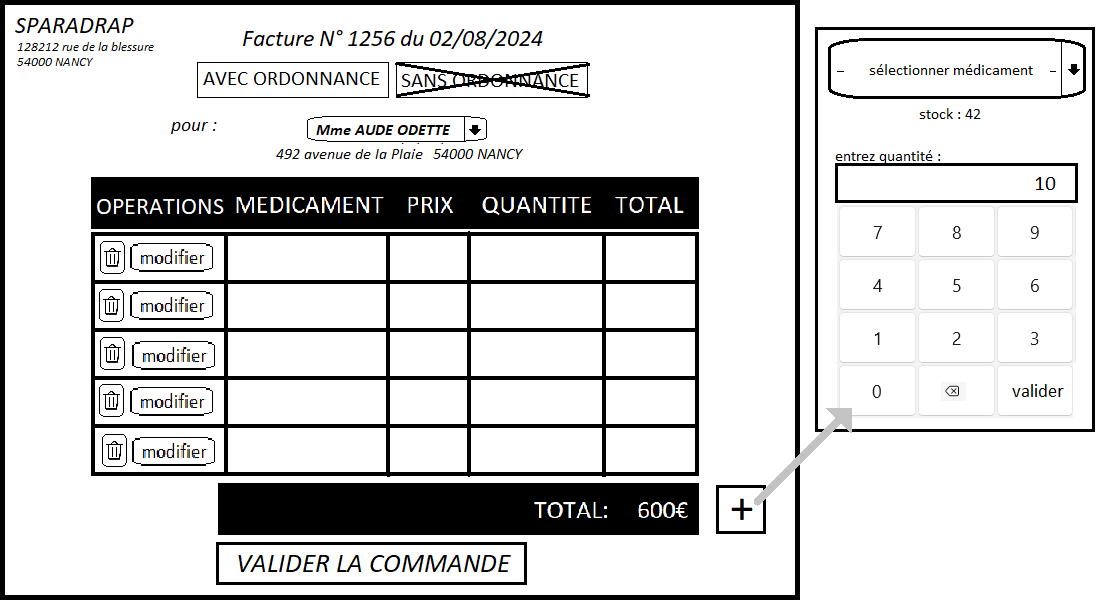 SPARADRAP
128212 rue de la blessure
54000 NANCY
Facture N° 1256 du 02/08/2024
AVEC ORDONNANCE SANS ORDONNANCE
pour : Mme AUDE ODETTE
492 avenue de la Plaie 54000 NANCY
OPERATIONS MEDICAMENT PRIX QUANTITE TOTAL
modifier
modifier
modifier
modifier
modifier
TOTAL: 600€
+
VALIDER LA COMMANDE
– sélectionner médicament –
stock : 42
entrez quantité :
10
7 8 9
4 5 6
1 2 3
0 valider